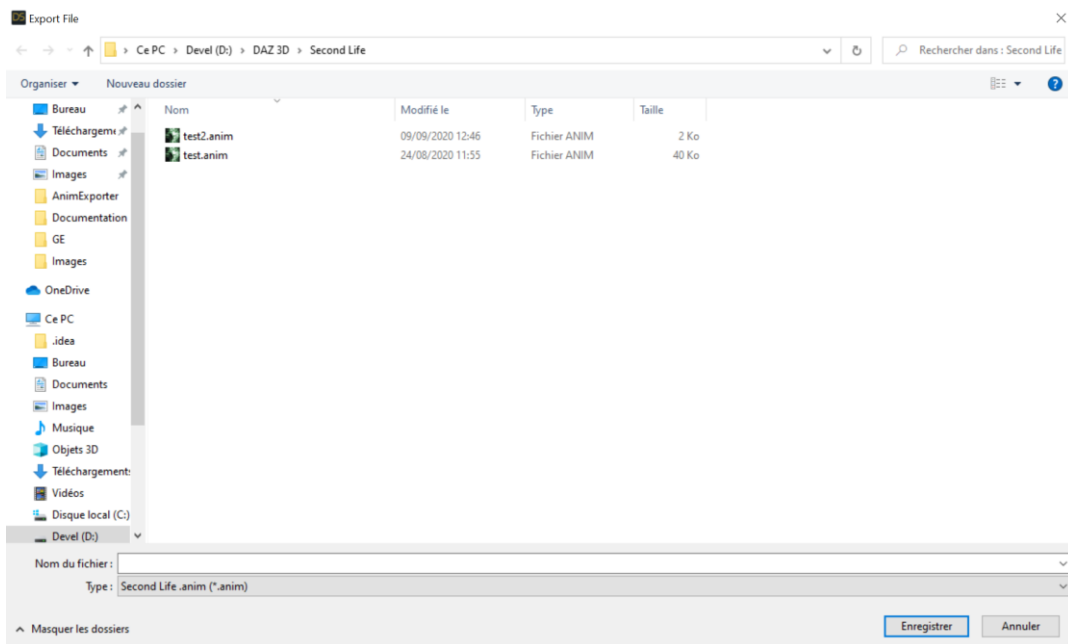 DS Export File
Ce PC > Devel (D:) > DAZ 3D > Second Life
Rechercher dans : Second Life
Organiser
Nouveau dossier
Bureau
Téléchargeme
Documents
Images
AnimExporter
Documentation
GE
Images
OneDrive
Ce PC
.idea
Bureau
Documents
Images
Musique
Objets 3D
Téléchargements
Vidéos
Disque local (C:)
Devel (D:)
Nom Modifié le Type Taille
test2.anim 09/09/2020 12:46 Fichier ANIM 2 Ko
test.anim 24/08/2020 11:55 Fichier ANIM 40 Ko
Nom du fichier :
Type : Second Life .anim (*.anim)
Masquer les dossiers
Enregistrer
Annuler